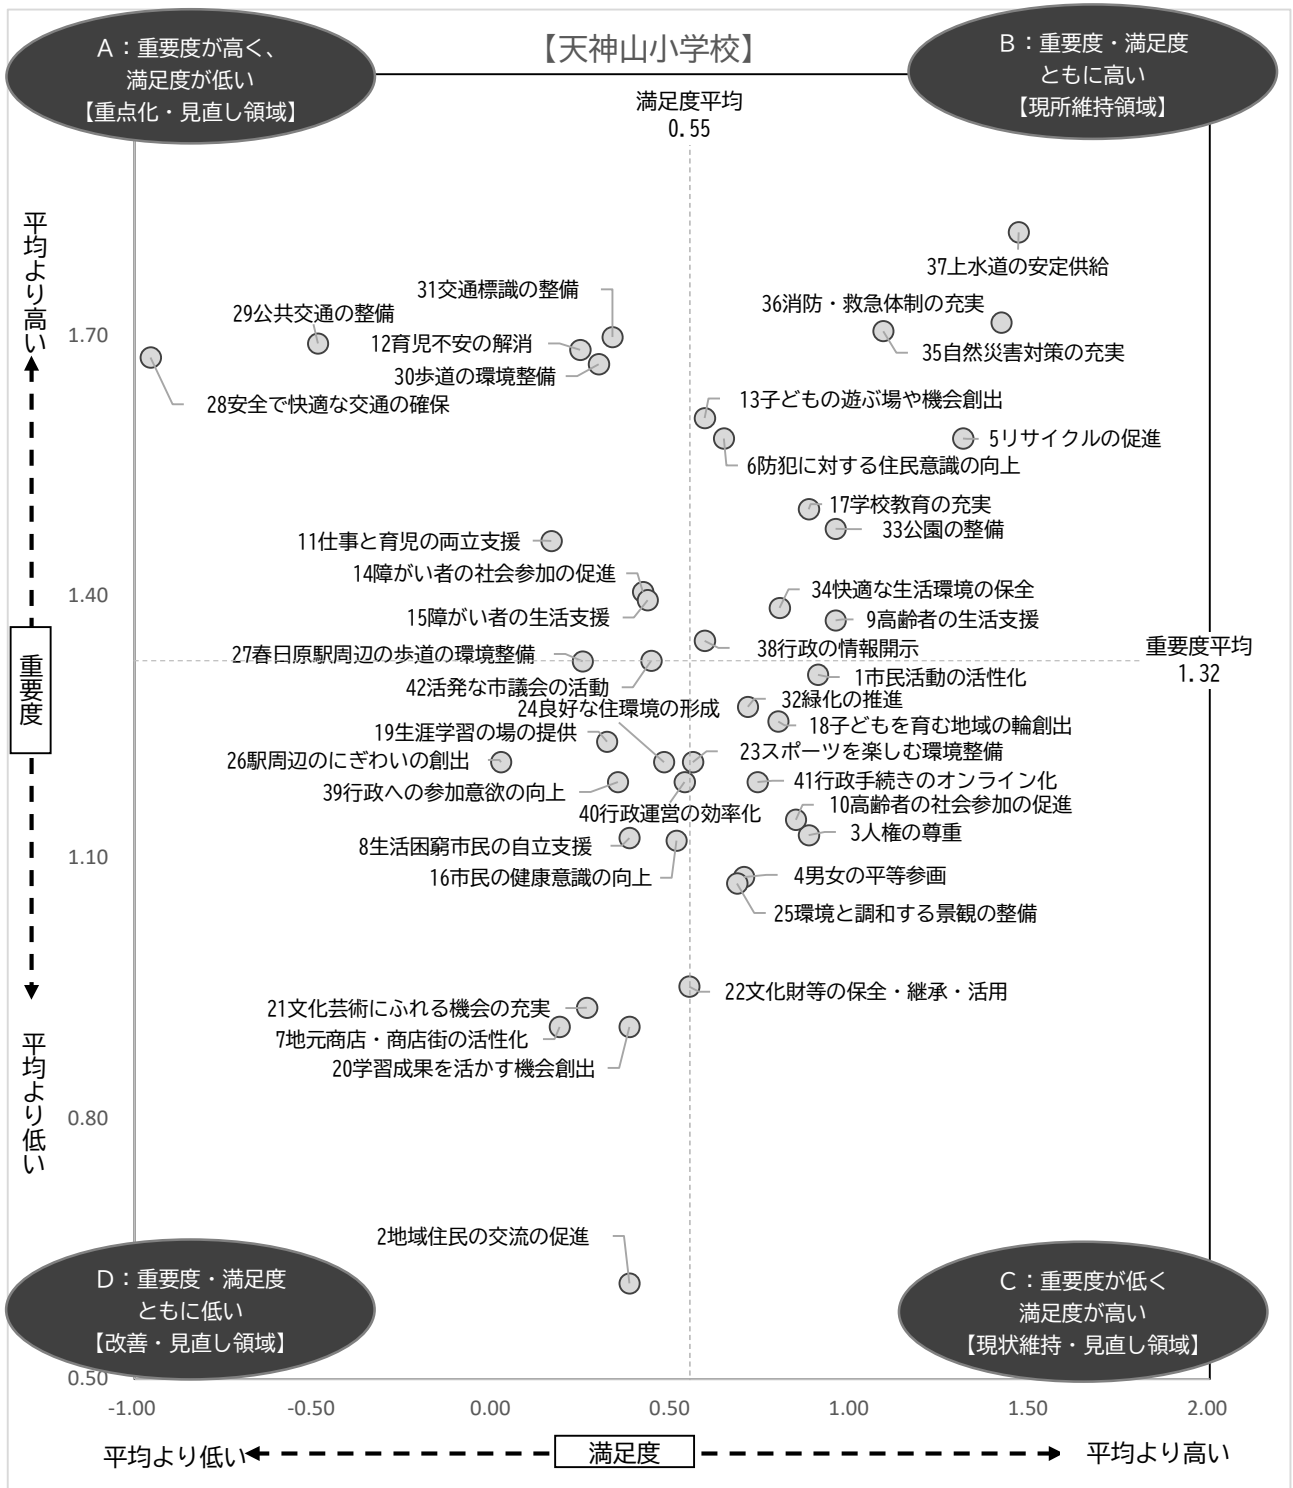 【天神山小学校】
A：重要度が高く、
満足度が低い
【重点化・見直し領域】
B：重要度・満足度
ともに高い
【現所維持領域】
満足度平均
0.55
平均より高い
37上水道の安定供給
31交通標識の整備
36消防・救急体制の充実
29公共交通の整備
1.70
12育児不安の解消
35自然災害対策の充実
30歩道の環境整備
28安全で快適な交通の確保
13子どもの遊ぶ場や機会創出
5リサイクルの促進
6防犯に対する住民意識の向上
17学校教育の充実
33公園の整備
11仕事と育児の両立支援
14障がい者の社会参加の促進
1.40
34快適な生活環境の保全
15障がい者の生活支援
9高齢者の生活支援
重要度
38行政の情報開示
重要度平均
1.32
27春日原駅周辺の歩道の環境整備
1市民活動の活性化
42活発な市議会の活動
32緑化の推進
24良好な住環境の形成
18子どもを育む地域の輪創出
19生涯学習の場の提供
23スポーツを楽しむ環境整備
26駅周辺のにぎわいの創出
41行政手続きのオンライン化
39行政への参加意欲の向上
10高齢者の社会参加の促進
40行政運営の効率化
3人権の尊重
8生活困窮市民の自立支援
1.10
16市民の健康意識の向上
4男女の平等参画
25環境と調和する景観の整備
22文化財等の保全・継承・活用
21文化芸術にふれる機会の充実
7地元商店・商店街の活性化
20学習成果を活かす機会創出
平均より低い
0.80
2地域住民の交流の促進
D：重要度・満足度
ともに低い
【改善・見直し領域】
C：重要度が低く
満足度が高い
【現状維持・見直し領域】
0.50
-1.00
-0.50
0.00
0.50
1.00
1.50
2.00
平均より低い
満足度
平均より高い